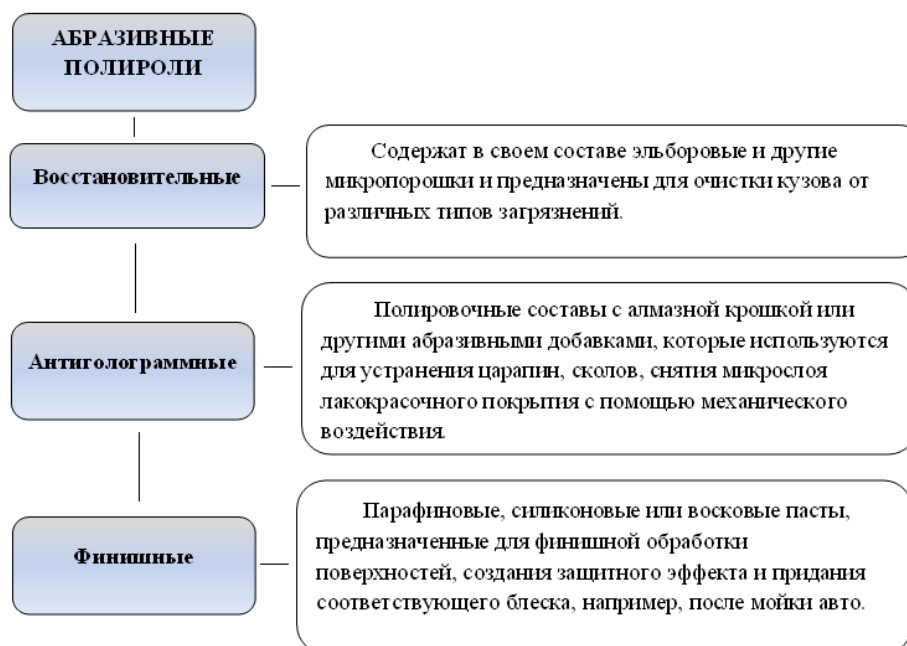 АБРАЗИВНЫЕ
ПОЛИРОЛИ
Восстановительные
Содержат в своем составе эльборовые и другие
микропорошки и предназначены для очистки кузова от
различных типов загрязнений.
Антиголограммные
Полировочные составы с алмазной крошкой или
другими абразивными добавками, которые используются
для устранения царапин, сколов, снятия микрослоя
лакокрасочного покрытия с помощью механического
воздействия.
Финишные
Парафиновые, силиконовые или восковые пасты,
предназначенные для финишной обработки
поверхностей, создания защитного эффекта и придания
соответствующего блеска, например, после мойки авто.